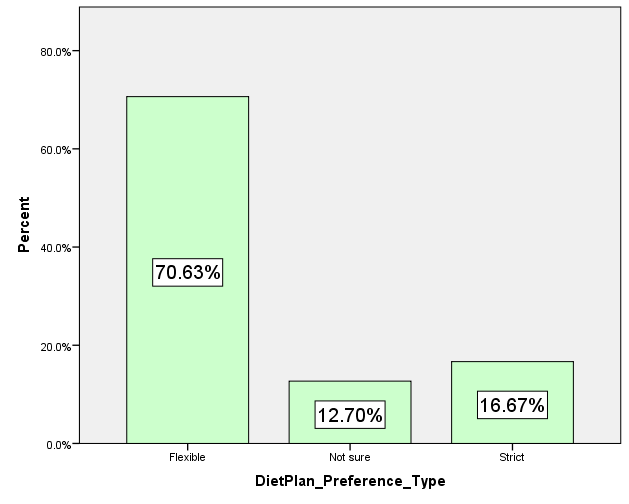 80.0%
60.0%
40.0%
20.0%
0.0%
Percent
70.63%
12.70%
16.67%
Flexible
Not sure
Strict
DietPlan_Preference_Type